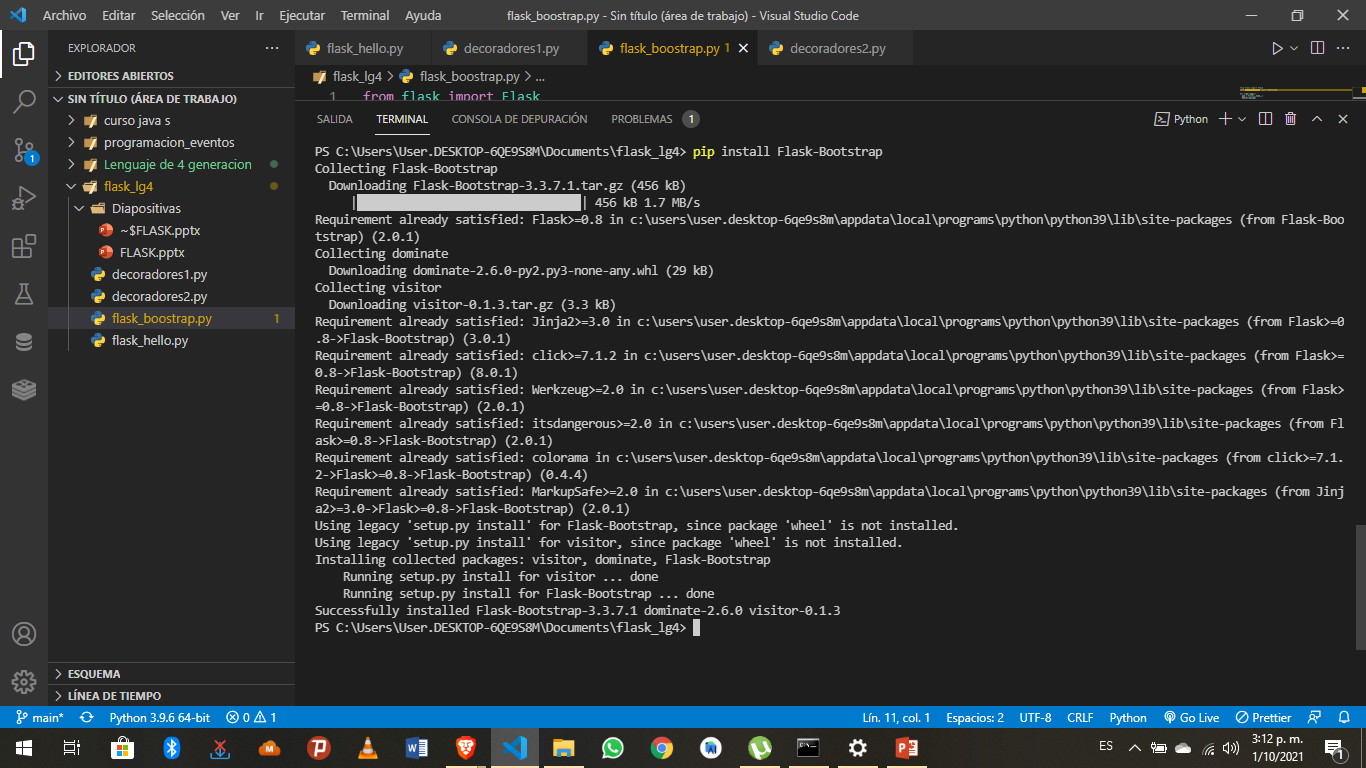 Archivo Editar Selección Ver Ir Ejecutar Terminal Ayuda flask_boostrap.py - Sin título (área de trabajo) - Visual Studio Code
EXPLORADOR
EDITORES ABIERTOS
SIN TÍTULO (ÁREA DE TRABAJO)
curso java s
programacion_eventos
Lenguaje de 4 generacion
flask_lg4
Diapositivas
~$FLASK.pptx
FLASK.pptx
decoradores1.py
decoradores2.py
flask_boostrap.py 1
flask_hello.py
ESQUEMA
LÍNEA DE TIEMPO
1
flask_hello.py decoradores1.py flask_boostrap.py 1 decoradores2.py
flask_lg4 > flask_boostrap.py > ...
1 from flask import Flask
SALIDA TERMINAL CONSOLA DE DEPURACIÓN PROBLEMAS 1 Python
PS C:\Users\User.DESKTOP-6QE9S8M\Documents\flask_lg4> pip install Flask-Bootstrap
Collecting Flask-Bootstrap
Downloading Flask-Bootstrap-3.3.7.1.tar.gz (456 kB)
| | 456 kB 1.7 MB/s
Requirement already satisfied: Flask>=0.8 in c:\users\user.desktop-6qe9s8m\appdata\local\programs\python\python39\lib\site-packages (from Flask-Boo
tstrap) (2.0.1)
Collecting dominate
Downloading dominate-2.6.0-py2.py3-none-any.whl (29 kB)
Collecting visitor
Downloading visitor-0.1.3.tar.gz (3.3 kB)
Requirement already satisfied: Jinja2>=3.0 in c:\users\user.desktop-6qe9s8m\appdata\local\programs\python\python39\lib\site-packages (from Flask>=0
.8->Flask-Bootstrap) (3.0.1)
Requirement already satisfied: click>=7.1.2 in c:\users\user.desktop-6qe9s8m\appdata\local\programs\python\python39\lib\site-packages (from Flask>=
0.8->Flask-Bootstrap) (8.0.1)
Requirement already satisfied: Werkzeug>=2.0 in c:\users\user.desktop-6qe9s8m\appdata\local\programs\python\python39\lib\site-packages (from Flask>
=0.8->Flask-Bootstrap) (2.0.1)
Requirement already satisfied: itsdangerous>=2.0 in c:\users\user.desktop-6qe9s8m\appdata\local\programs\python\python39\lib\site-packages (from Fl
ask>=0.8->Flask-Bootstrap) (2.0.1)
Requirement already satisfied: colorama in c:\users\user.desktop-6qe9s8m\appdata\local\programs\python\python39\lib\site-packages (from click>=7.1.
2->Flask>=0.8->Flask-Bootstrap) (0.4.4)
Requirement already satisfied: MarkupSafe>=2.0 in c:\users\user.desktop-6qe9s8m\appdata\local\programs\python\python39\lib\site-packages (from Jinj
a2>=3.0->Flask>=0.8->Flask-Bootstrap) (2.0.1)
Using legacy 'setup.py install' for Flask-Bootstrap, since package 'wheel' is not installed.
Using legacy 'setup.py install' for visitor, since package 'wheel' is not installed.
Installing collected packages: visitor, dominate, Flask-Bootstrap
Running setup.py install for visitor ... done
Running setup.py install for Flask-Bootstrap ... done
Successfully installed Flask-Bootstrap-3.3.7.1 dominate-2.6.0 visitor-0.1.3
PS C:\Users\User.DESKTOP-6QE9S8M\Documents\flask_lg4>
main* Python 3.9.6 64-bit 0 1 Lín. 11, col. 1 Espacios: 2 UTF-8 CRLF Python Go Live Prettier
ES 3:12 p. m.
1/10/2021 1